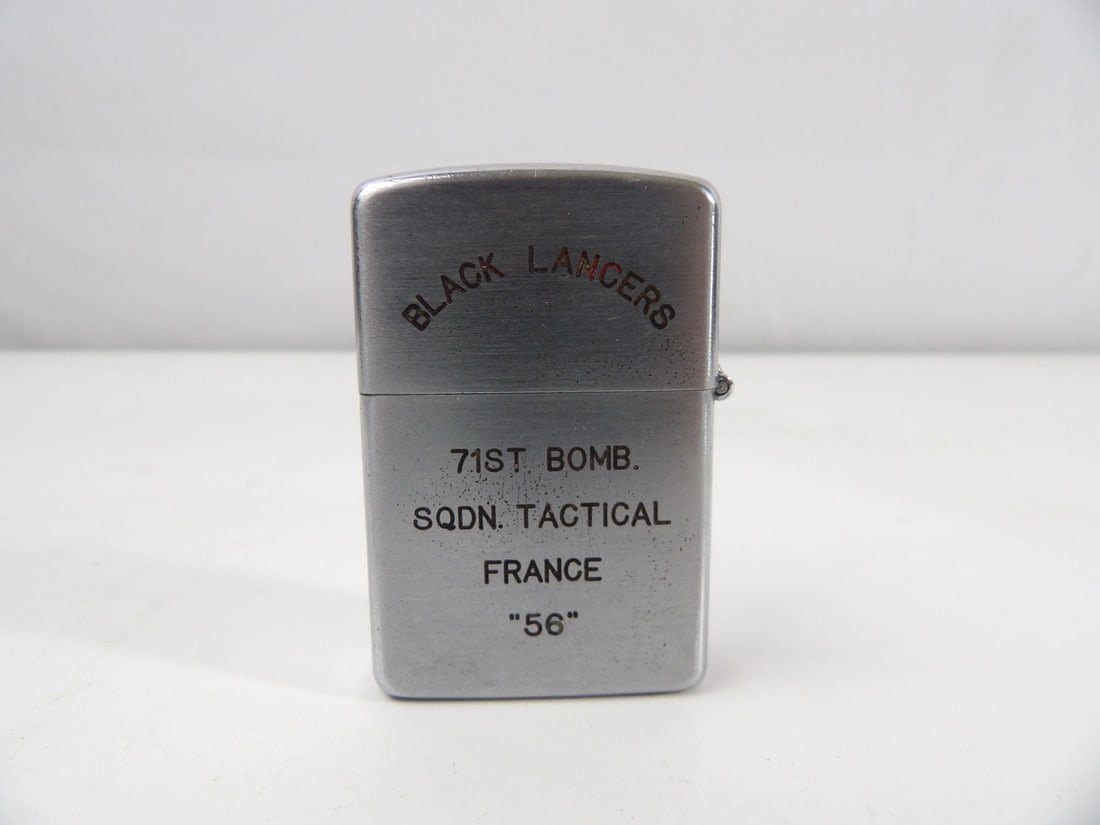 BLACK LANCERS
71ST BOMB.
SQDN. TACTICAL
FRANCE
"56"